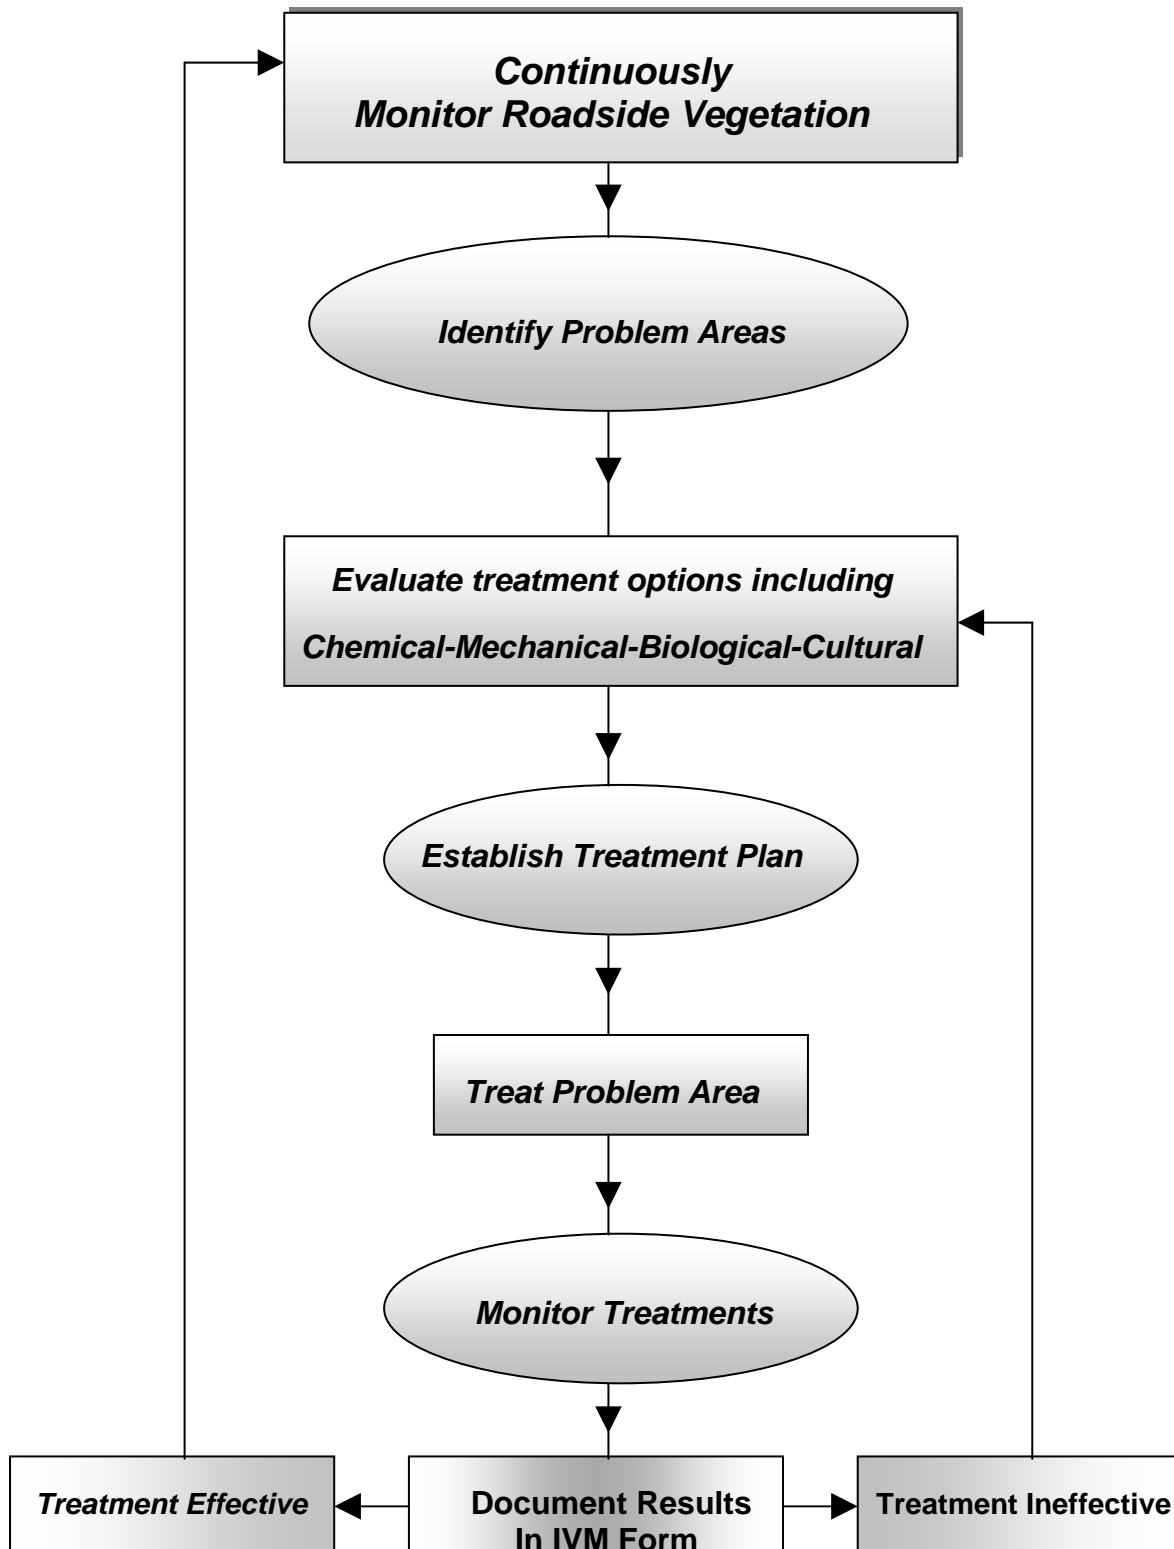 Continuously
Monitor Roadside Vegetation
Identify Problem Areas
Evaluate treatment options including
Chemical-Mechanical-Biological-Cultural
Establish Treatment Plan
Treat Problem Area
Monitor Treatments
Treatment Effective
Document Results
In IVM Form
Treatment Ineffective